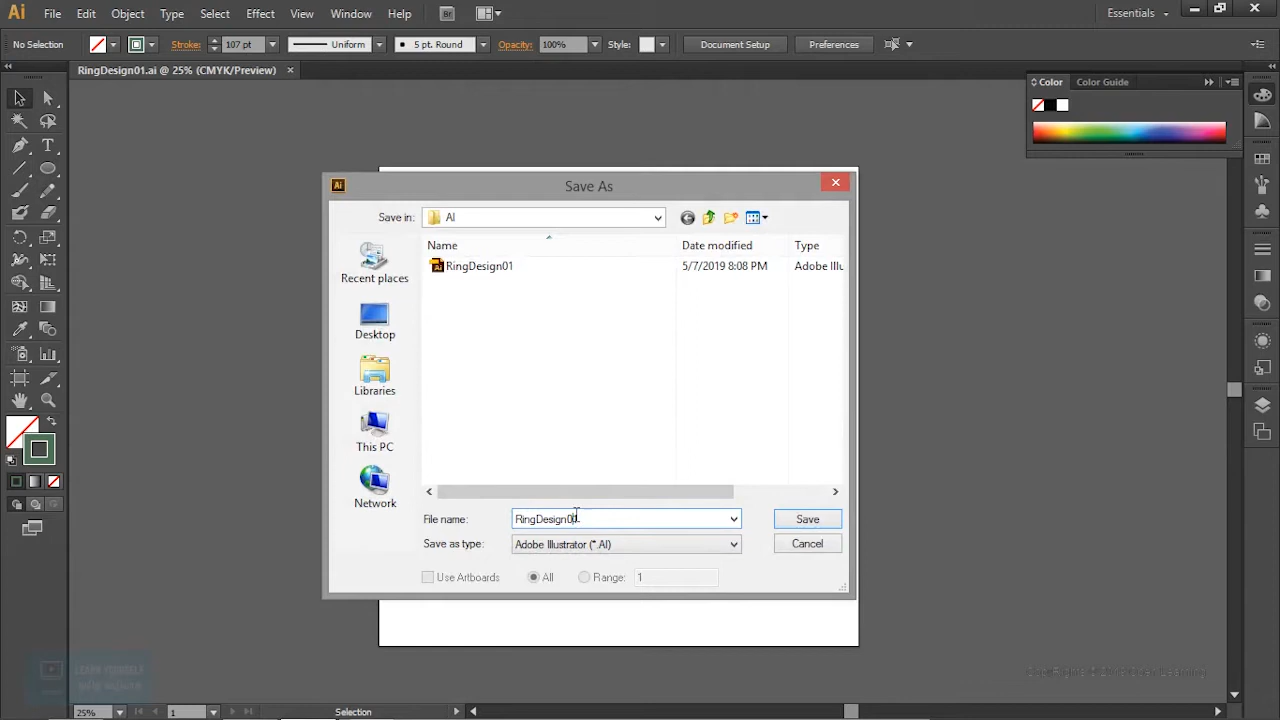 Ai File Edit Object Type Select Effect View Window Help Br Essentials
No Selection Stroke: 107 pt Uniform 5 pt. Round Opacity: 100% Style: Document Setup Preferences
RingDesign01.ai @ 25% (CMYK/Preview)
Color Color Guide
Ai Save As
Save in: AI
Name Date modified Type
RingDesign01 5/7/2019 8:08 PM Adobe Illu
Recent places
Desktop
Libraries
This PC
Network
File name: Save
Save as type: Adobe Illustrator (*.AI) Cancel
Use Artboards All Range: 1
LEARN YOURSELF
25% 1 Selection